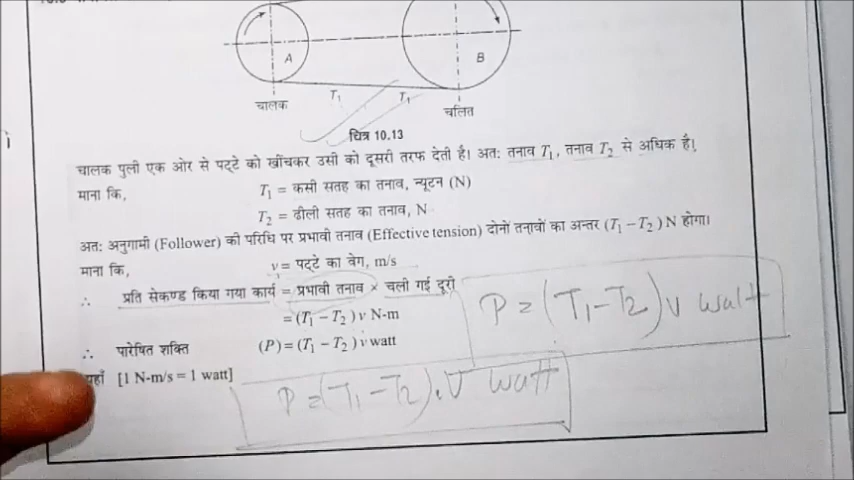 A
B
T₁
T₁
चालक
चलित
चित्र 10.13
चालक पुली एक ओर से पट्टे को खींचकर उसी को दूसरी तरफ देती है। अतः तनाव T₁, तनाव T₂ से अधिक है।
माना कि,
T₁ = कसी सतह का तनाव, न्यूटन (N)
T₂ = ढीली सतह का तनाव, N
अतः अनुगामी (Follower) की परिधि पर प्रभावी तनाव (Effective tension) दोनों तनावों का अन्तर (T₁ – T₂) N होगा।
माना कि,
v = पट्टे का वेग, m/s
∴ प्रति सेकण्ड किया गया कार्य = प्रभावी तनाव × चली गई दूरी
= (T₁ – T₂) v N-m
P = (T₁ – T₂) v watt
∴ पारेषित शक्ति (P) = (T₁ – T₂) v watt
यहाँ [1 N-m/s = 1 watt]
P = (T₁ – T₂) . V watt